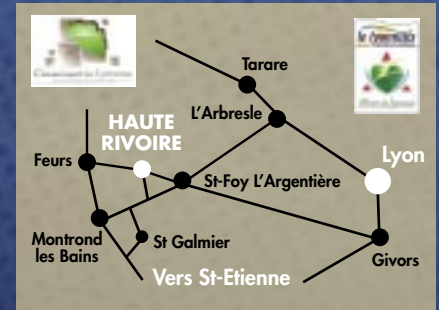 Tarare
L'Arbresle
HAUTE
RIVOIRE
Lyon
Feurs
St-Foy L'Argentière
Montrond
les Bains
St Galmier
Givors
Vers St-Etienne